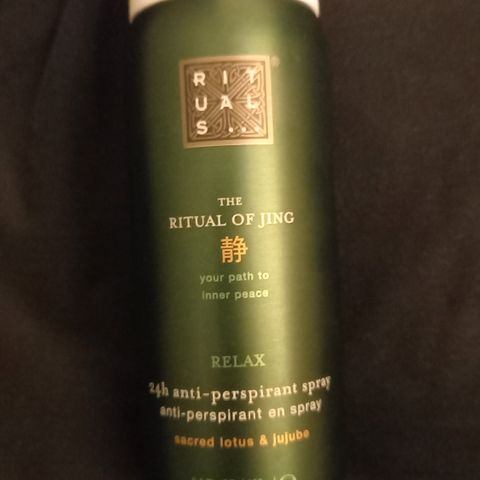 RIT
UAL
S...
®
THE
RITUAL OF JING
静
your path to
inner peace
RELAX
24h anti-perspirant spray
anti-perspirant en spray
sacred lotus & jujube